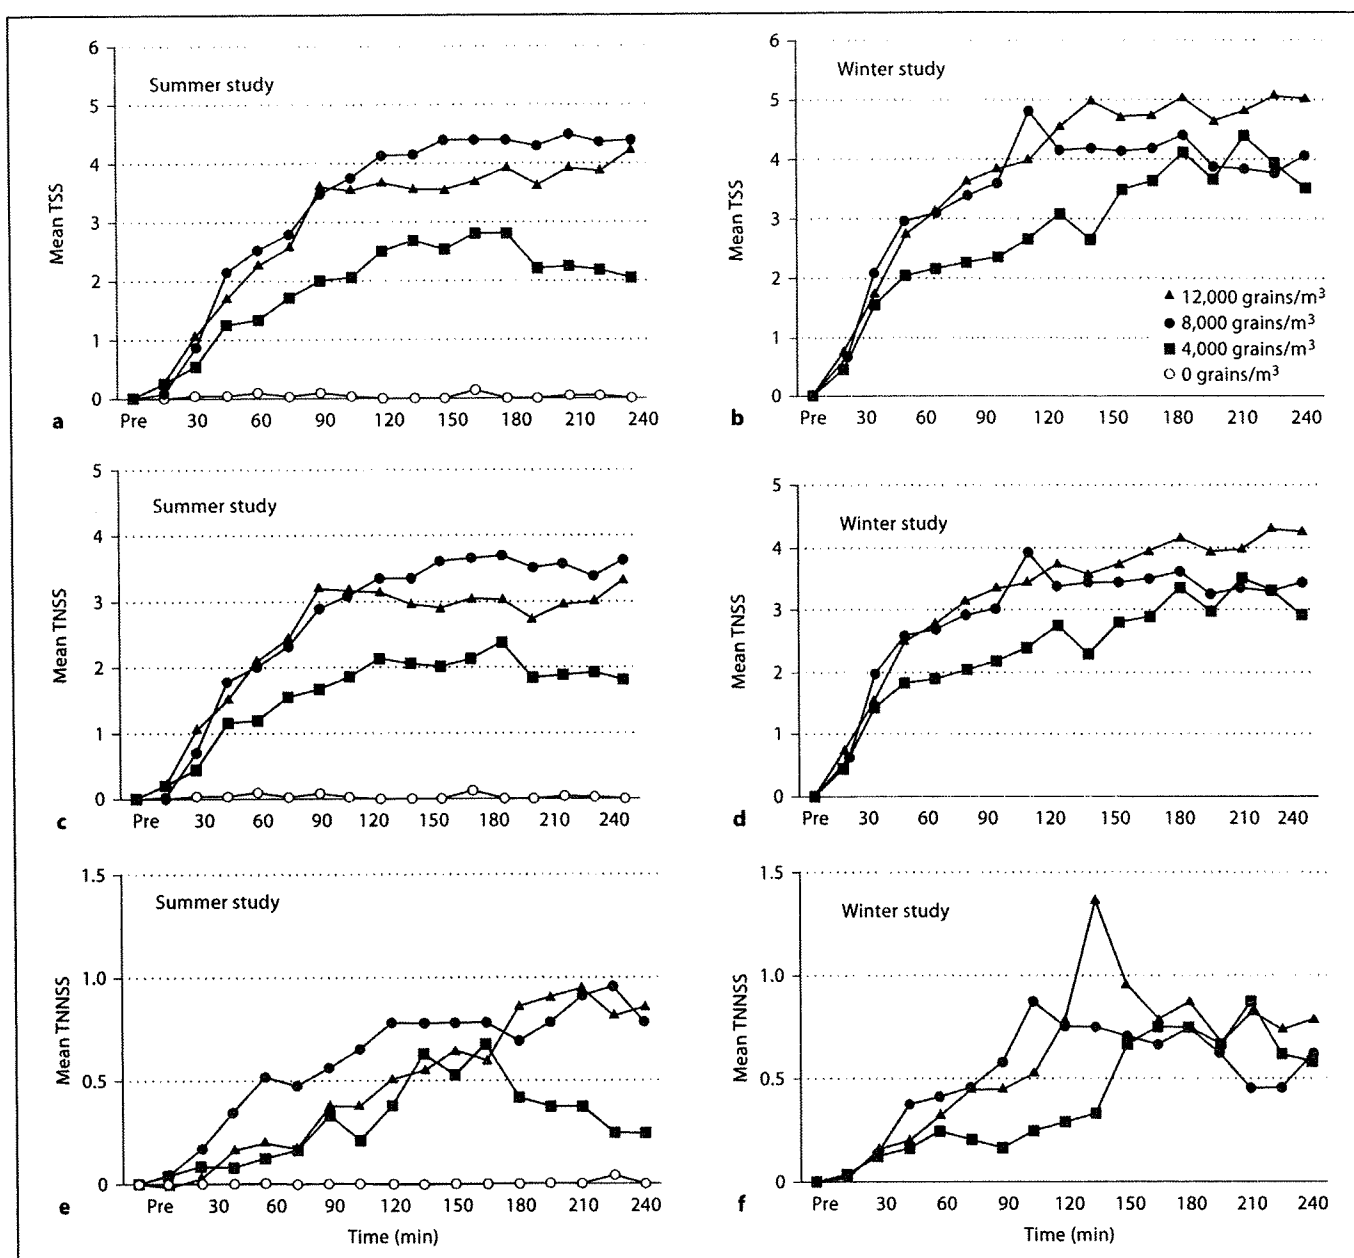 6
5
4
3
2
1
0
Mean TSS
Summer study
a
Pre 30 60 90 120 150 180 210 240
6
5
4
3
2
1
0
Mean TSS
Winter study
12,000 grains/m³
8,000 grains/m³
4,000 grains/m³
0 grains/m³
b
Pre 30 60 90 120 150 180 210 240
5
4
3
2
1
0
Mean TNSS
Summer study
c
Pre 30 60 90 120 150 180 210 240
5
4
3
2
1
0
Mean TNSS
Winter study
d
Pre 30 60 90 120 150 180 210 240
1.5
1.0
0.5
0
Mean TNNSS
Summer study
e
Pre 30 60 90 120 150 180 210 240
Time (min)
1.5
1.0
0.5
0
Mean TNNSS
Winter study
f
Pre 30 60 90 120 150 180 210 240
Time (min)